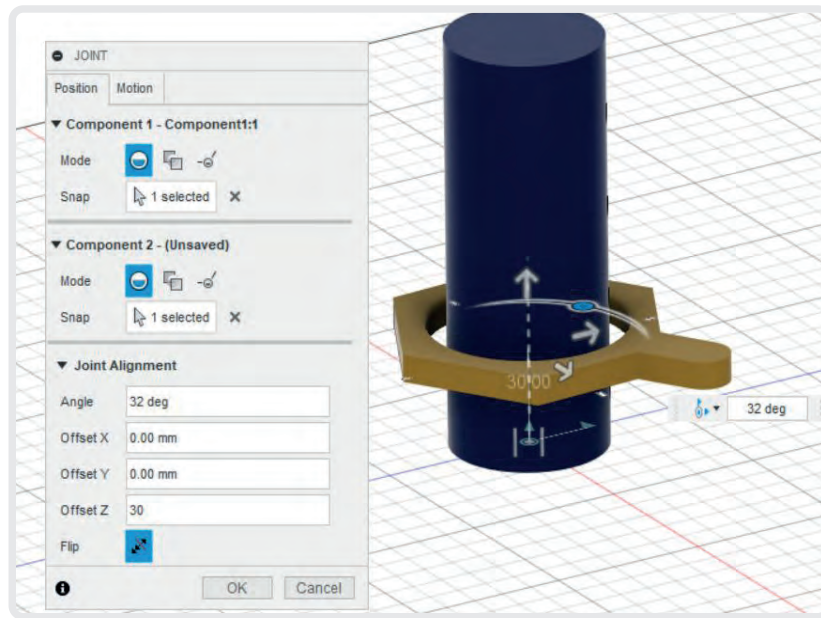 JOINT
Position Motion
Component 1 - Component1:1
Mode
Snap 1 selected
Component 2 - (Unsaved)
Mode
Snap 1 selected
Joint Alignment
Angle 32 deg
Offset X 0.00 mm
Offset Y 0.00 mm
Offset Z 30
Flip
OK Cancel
30.00
32 deg